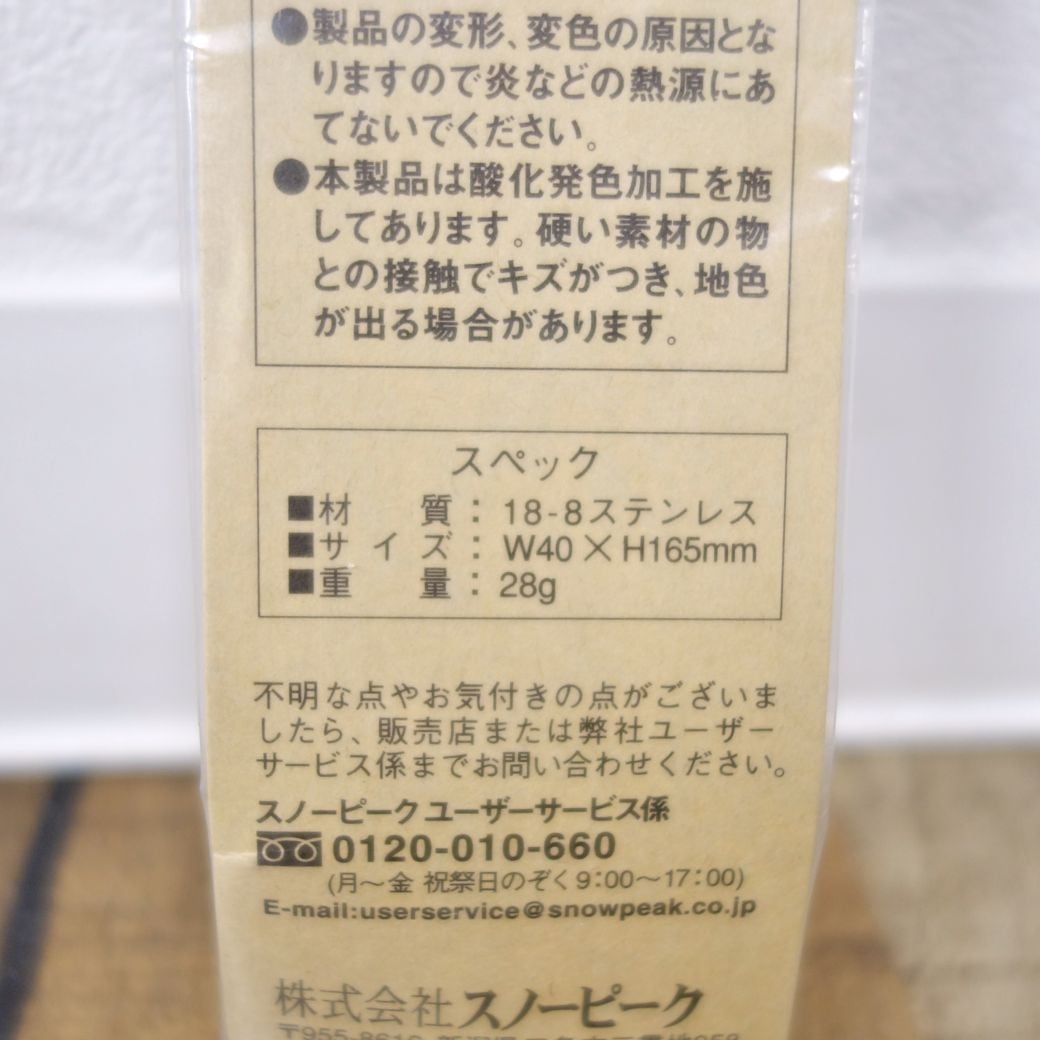 ●製品の変形、変色の原因とな
りますので炎などの熱源にあ
てないでください。
●本製品は酸化発色加工を施
してあります。硬い素材の物
との接触でキズがつき、地色
が出る場合があります。
スペック
■材 質：18-8ステンレス
■サイズ：W40×H165mm
■重 量：28g
不明な点やお気付きの点がございま
したら、販売店または弊社ユーザー
サービス係までお問い合わせください。
スノーピークユーザーサービス係
0120-010-660
(月～金 祝祭日のぞく9:00～17:00)
E-mail:userservice@snowpeak.co.jp
株式会社スノーピーク